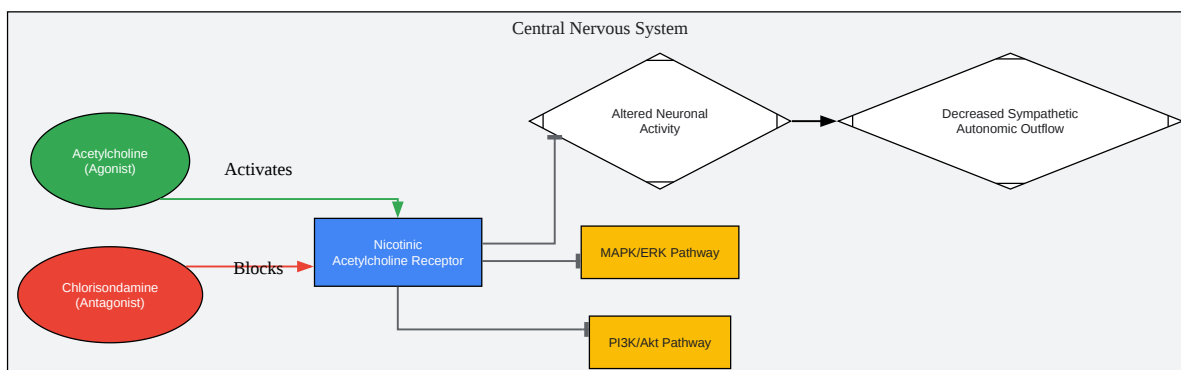 Central Nervous System
Altered Neuronal
Activity
Decreased Sympathetic
Autonomic Outflow
Acetylcholine
(Agonist)
Activates
Nicotinic
Acetylcholine Receptor
MAPK/ERK Pathway
Chlorisondamine
(Antagonist)
Blocks
PI3K/Akt Pathway